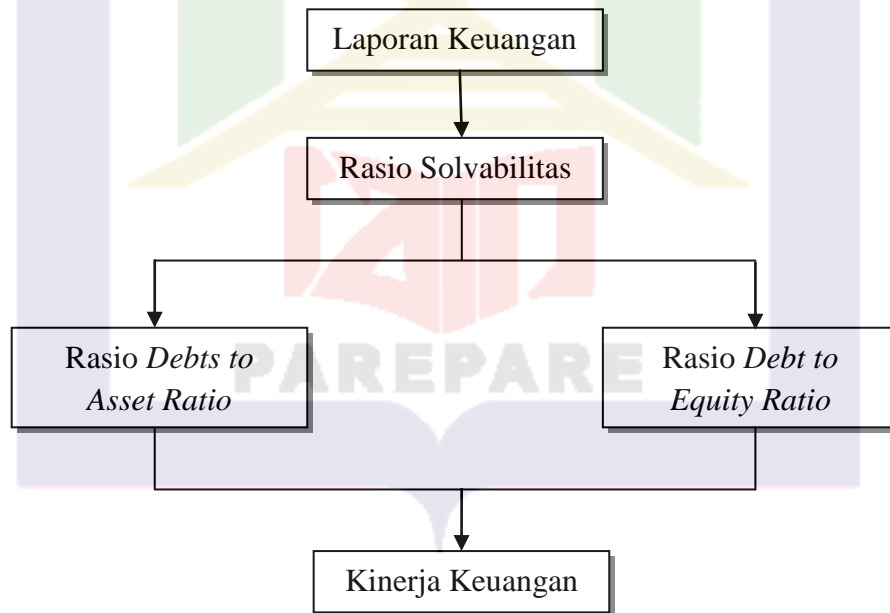 Laporan Keuangan
Rasio Solvabilitas
Rasio Debts to
Asset Ratio
Rasio Debt to
Equity Ratio
PAREPARE
Kinerja Keuangan